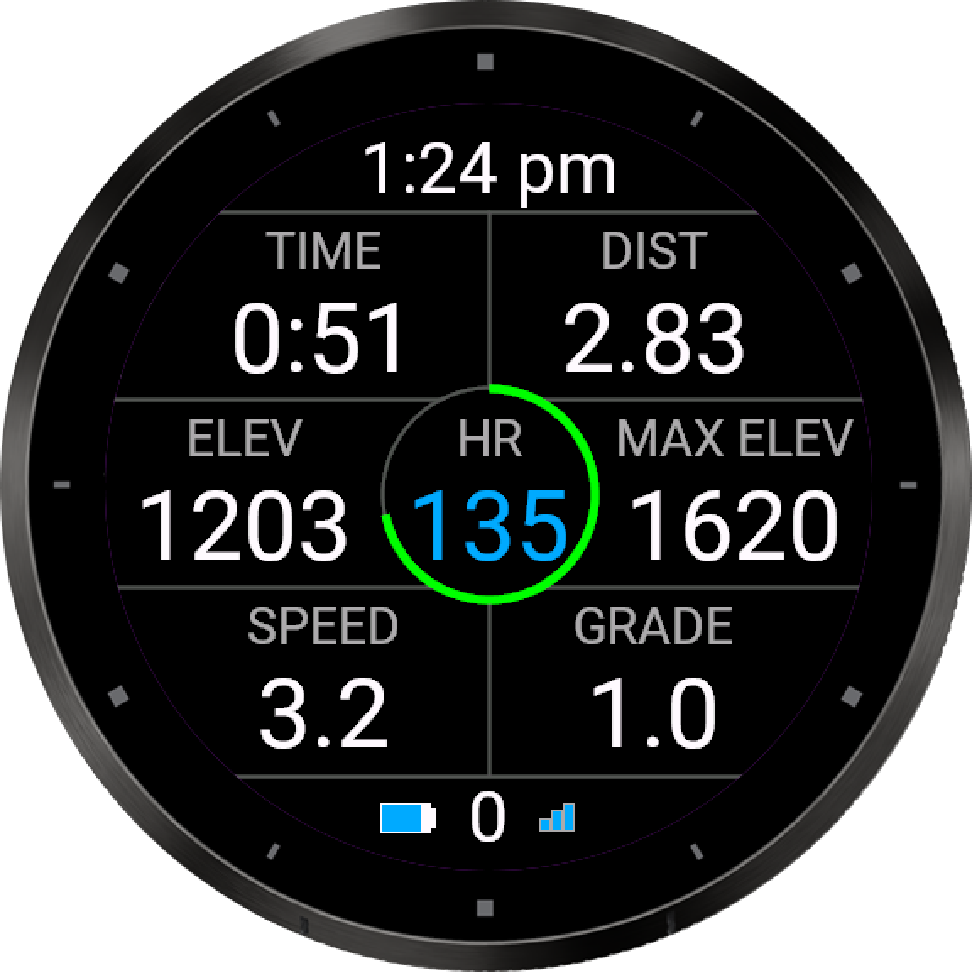 1:24 pm
TIME DIST
0:51 2.83
ELEV HR MAX ELEV
1203 135 1620
SPEED GRADE
3.2 1.0
0